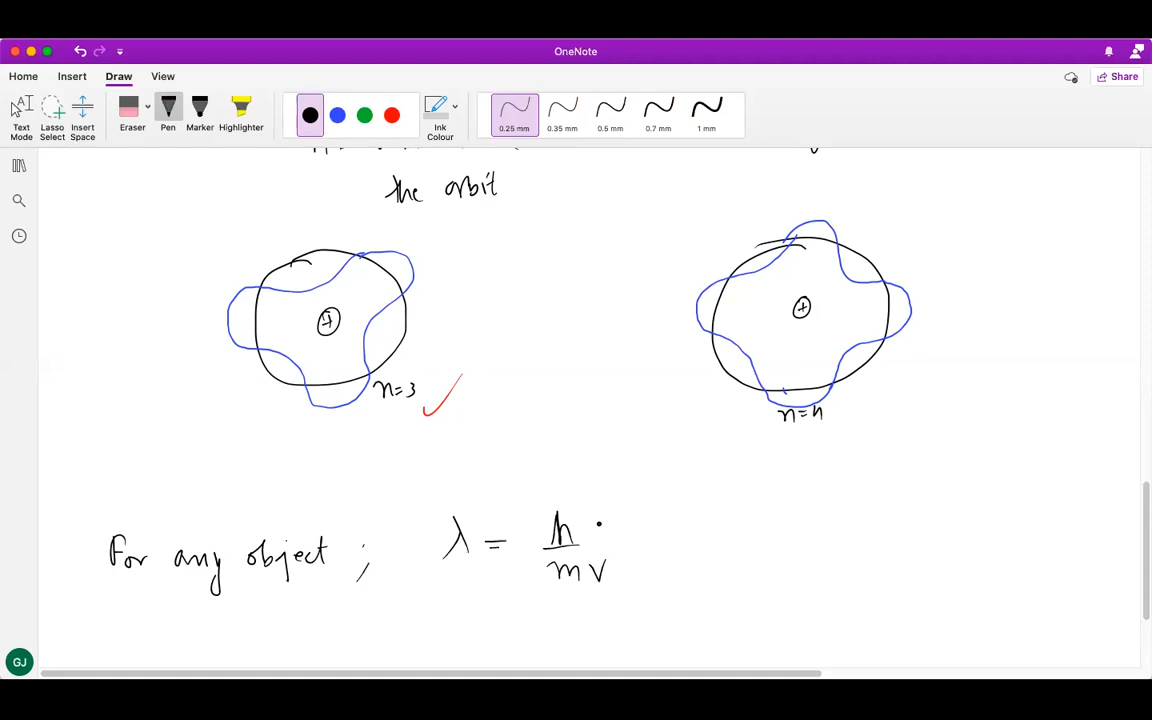 OneNote
Home Insert Draw View
Share
Text Mode
Lasso Select
Insert Space
Eraser
Pen
Marker
Highlighter
Ink Colour
0.25 mm
0.35 mm
0.5 mm
0.7 mm
1 mm
the orbit
+
+
n=3
n=4
For any object ; λ = h
mv
GJ